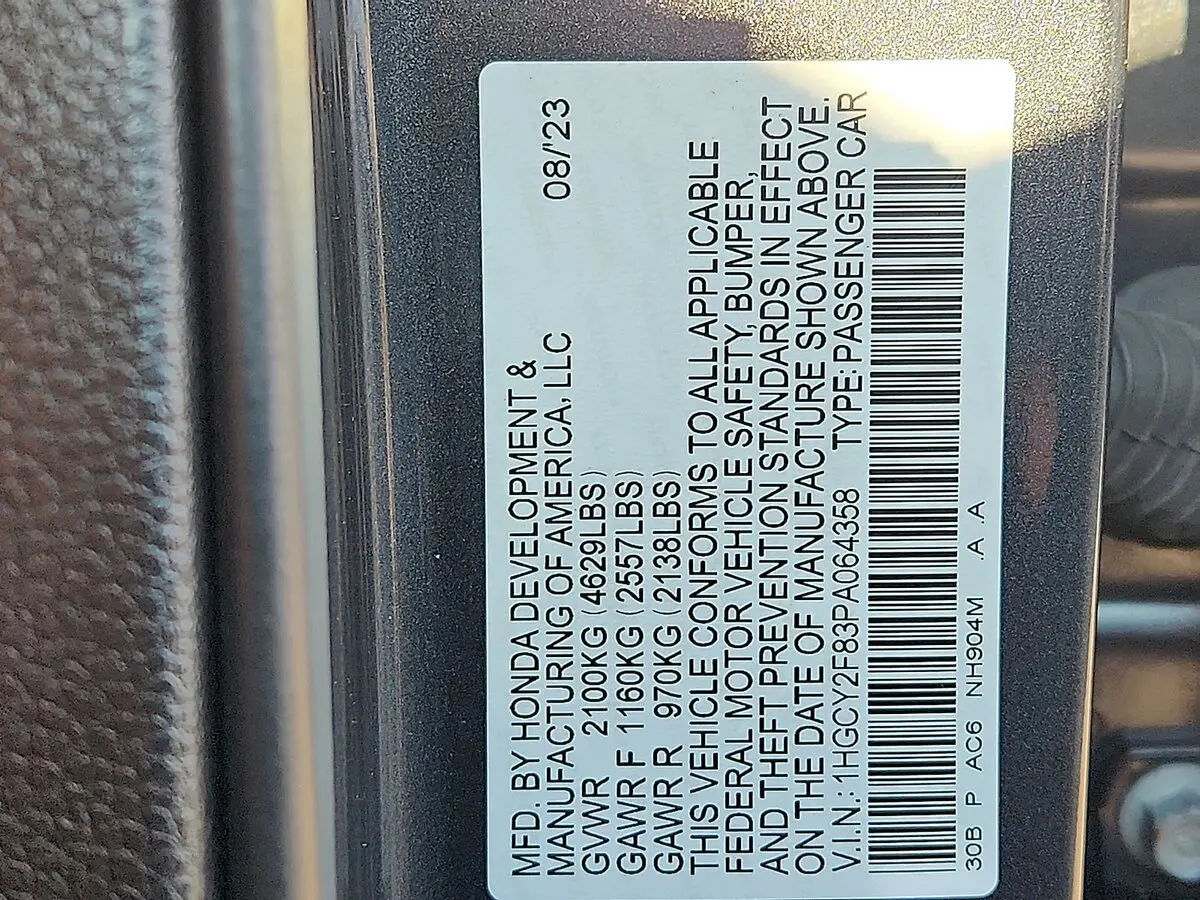 MFD. BY HONDA DEVELOPMENT & 08/'23
MANUFACTURING OF AMERICA, LLC
GVWR 2100KG (4629LBS)
GAWR F 1160KG (2557LBS)
GAWR R 970KG (2138LBS)
THIS VEHICLE CONFORMS TO ALL APPLICABLE
FEDERAL MOTOR VEHICLE SAFETY, BUMPER,
AND THEFT PREVENTION STANDARDS IN EFFECT
ON THE DATE OF MANUFACTURE SHOWN ABOVE.
V.I.N.: 1HGCY2F83PA064358 TYPE: PASSENGER CAR
30B P AC6 NH904M A A